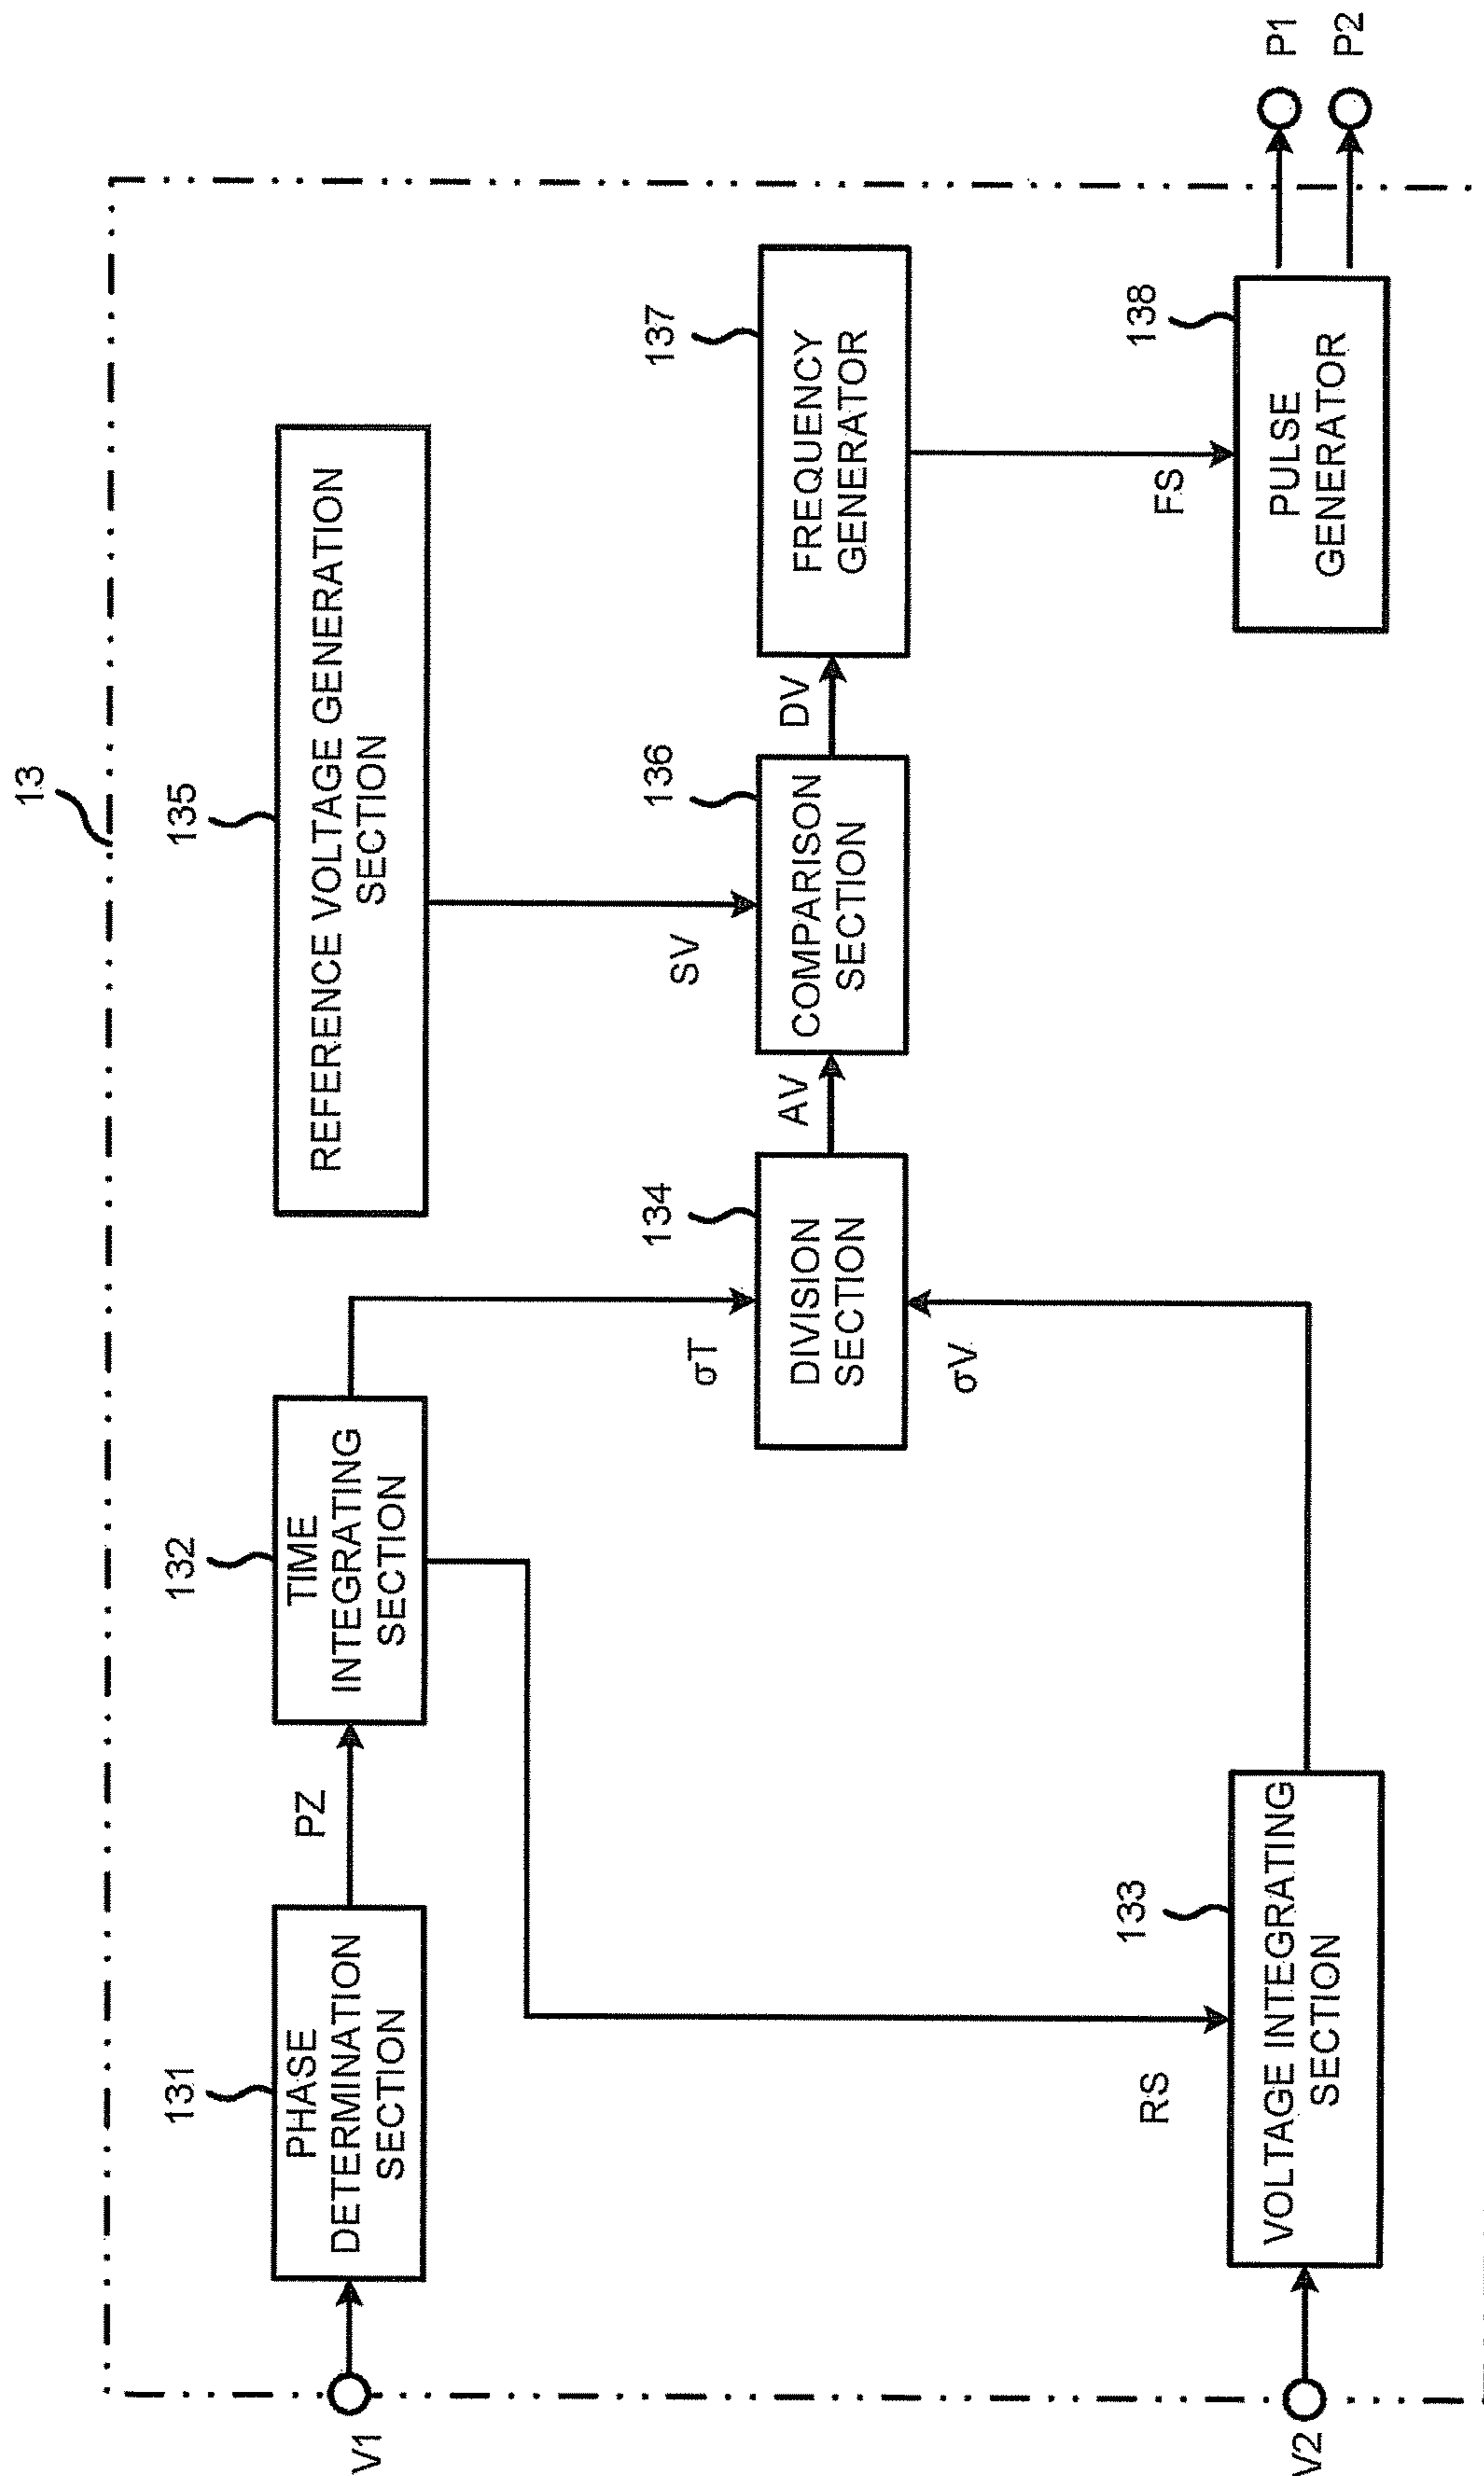 13
135
REFERENCE VOLTAGE GENERATION
SECTION
131
PHASE
DETERMINATION
SECTION
PZ
132
TIME
INTEGRATING
SECTION
V1
σT
SV
134
DIVISION
SECTION
AV
136
COMPARISON
SECTION
DV
137
FREQUENCY
GENERATOR
σV
RS
133
VOLTAGE INTEGRATING
SECTION
V2
FS
138
PULSE
GENERATOR
P1
P2